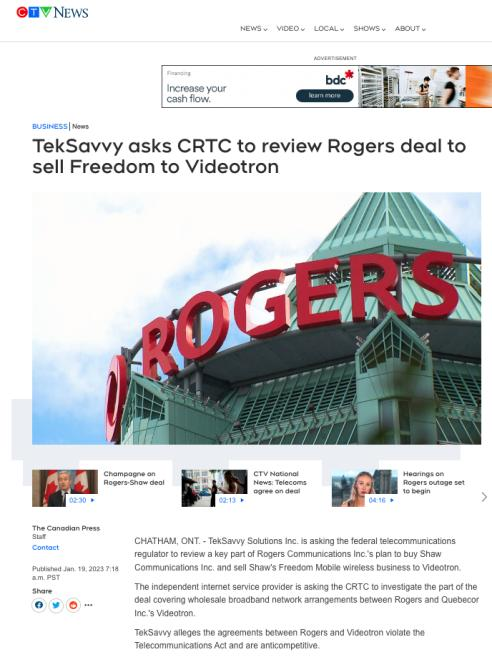 CTV NEWS
NEWS VIDEO LOCAL SHOWS ABOUT
ADVERTISEMENT
Financing
Increase your
cash flow.
bdc*
learn more
BUSINESS | News
TekSavvy asks CRTC to review Rogers deal to
sell Freedom to Videotron
ROGERS
02:30
Champagne on
Rogers-Shaw deal
02:13
CTV National
News: Telecoms
agree on deal
04:16
Hearings on
Rogers outage set
to begin
The Canadian Press
Staff
Contact
Published Jan. 19, 2023 7:18
a.m. PST
Share
CHATHAM, ONT. - TekSavvy Solutions Inc. is asking the federal telecommunications
regulator to review a key part of Rogers Communications Inc.'s plan to buy Shaw
Communications Inc. and sell Shaw's Freedom Mobile wireless business to Videotron.
The independent internet service provider is asking the CRTC to investigate the part of the
deal covering wholesale broadband network arrangements between Rogers and Quebecor
Inc.'s Videotron.
TekSavvy alleges the agreements between Rogers and Videotron violate the
Telecommunications Act and are anticompetitive.